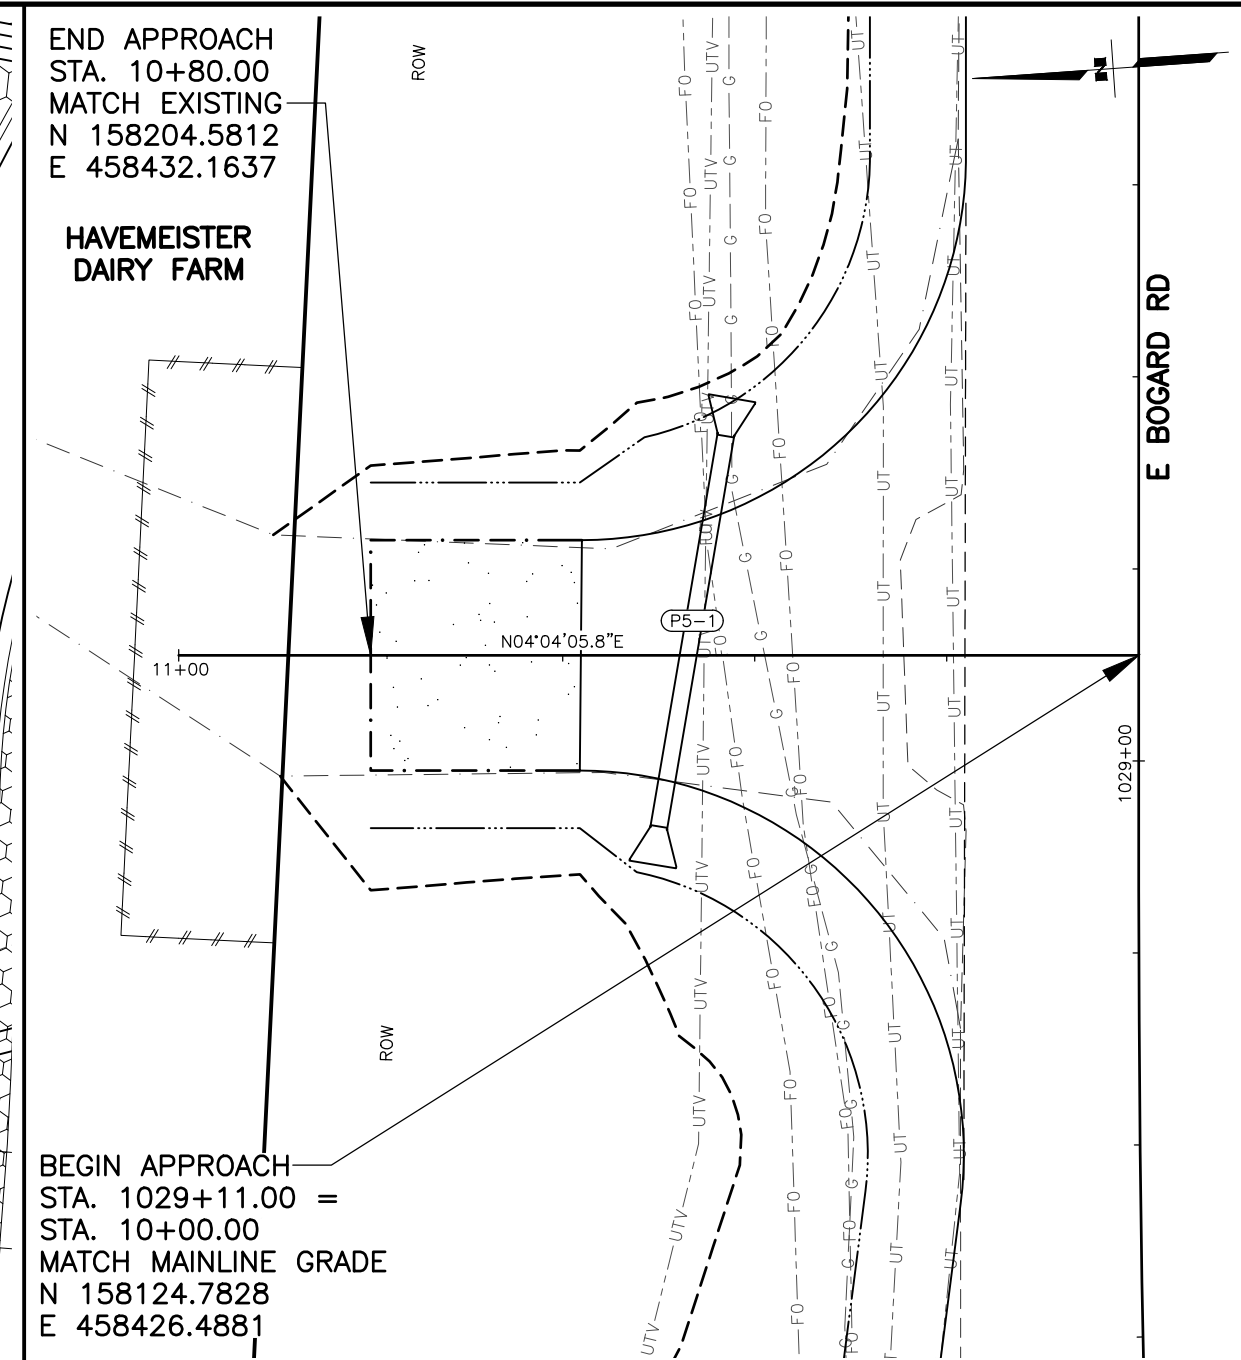 END APPROACH
STA. 10+80.00
MATCH EXISTING
N 158204.5812
E 458432.1637
HAVEMEISTER
DAIRY FARM
ROW
N
E BOGARD RD
P5-1
N04°04'05.8"E
11+00
1029+00
ROW
BEGIN APPROACH
STA. 1029+11.00 =
STA. 10+00.00
MATCH MAINLINE GRADE
N 158124.7828
E 458426.4881
FO
UTV
G
FO
UT
UT